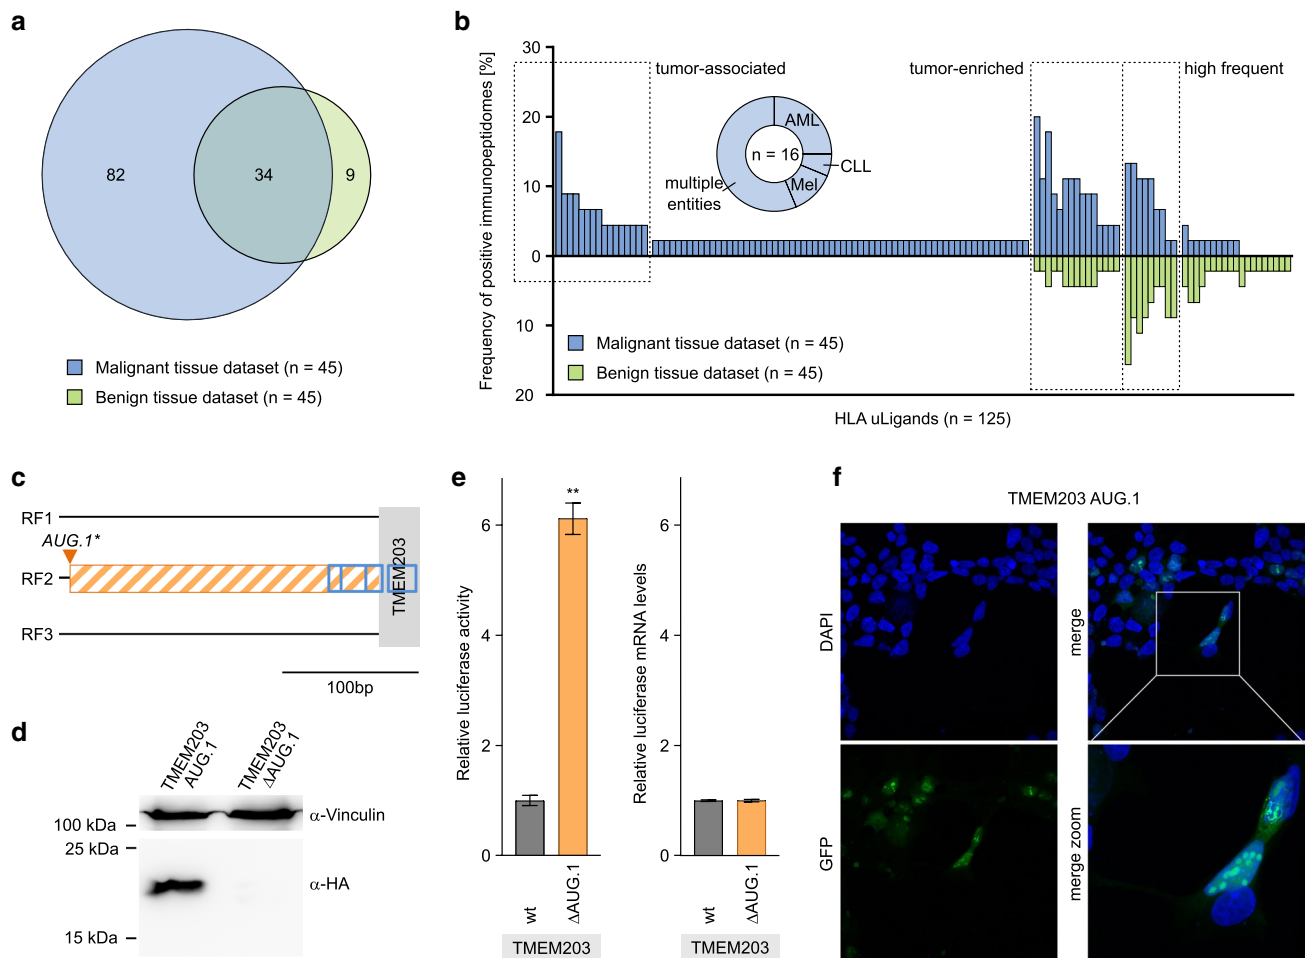 a
82
34
9
Malignant tissue dataset (n = 45)
Benign tissue dataset (n = 45)
b
Frequency of positive immunopeptidomes [%]
30
20
10
0
10
20
tumor-associated
tumor-enriched
high frequent
AML
n = 16
CLL
Mel
multiple
entities
Malignant tissue dataset (n = 45)
Benign tissue dataset (n = 45)
HLA uLigands (n = 125)
c
RF1
AUG.1*
RF2
RF3
TMEM203
100bp
d
TMEM203
AUG.1
TMEM203
ΔAUG.1
100 kDa
25 kDa
15 kDa
α-Vinculin
α-HA
e
Relative luciferase activity
6
4
2
0
**
wt
ΔAUG.1
TMEM203
Relative luciferase mRNA levels
6
4
2
0
wt
ΔAUG.1
TMEM203
f
TMEM203 AUG.1
DAPI
merge
GFP
merge zoom